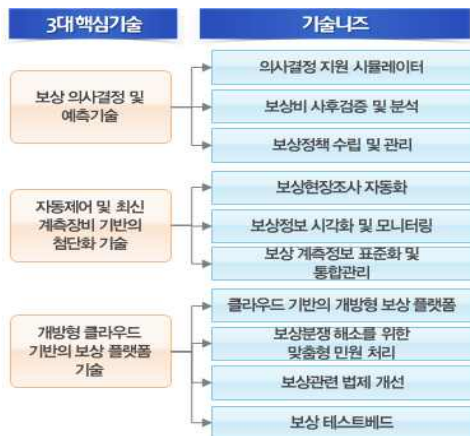 3대핵심기술
기술니즈
보상 의사결정 및
예측기술
의사결정 지원 시뮬레이터
보상비 사후검증 및 분석
보상정책 수립 및 관리
자동제어 및 최신
계측장비 기반의
첨단화 기술
보상현장조사 자동화
보상정보 시각화 및 모니터링
보상 계측정보 표준화 및
통합관리
개방형 클라우드
기반의 보상 플랫폼
기술
클라우드 기반의 개방형 보상 플랫폼
보상분쟁 해소를 위한
맞춤형 민원 처리
보상관련 법제 개선
보상 테스트베드